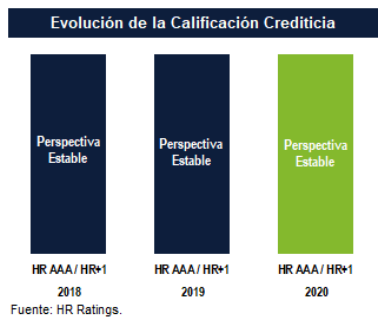 Evolución de la Calificación Crediticia
Perspectiva Estable
Perspectiva Estable
Perspectiva Estable
HR AAA / HR+1
HR AAA / HR+1
HR AAA / HR+1
2018
2019
2020
Fuente: HR Ratings.